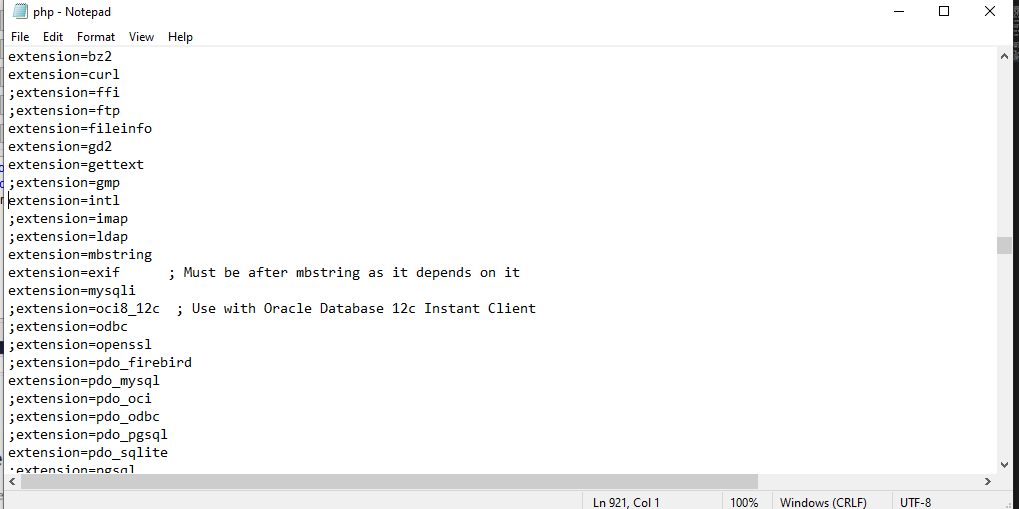 php - Notepad
File Edit Format View Help
extension=bz2
extension=curl
;extension=ffi
;extension=ftp
extension=fileinfo
extension=gd2
extension=gettext
;extension=gmp
extension=intl
;extension=imap
;extension=ldap
extension=mbstring
extension=exif      ; Must be after mbstring as it depends on it
extension=mysqli
;extension=oci8_12c  ; Use with Oracle Database 12c Instant Client
;extension=odbc
;extension=openssl
;extension=pdo_firebird
extension=pdo_mysql
;extension=pdo_oci
;extension=pdo_odbc
;extension=pdo_pgsql
extension=pdo_sqlite
;extension=pgsql
Ln 921, Col 1 100% Windows (CRLF) UTF-8